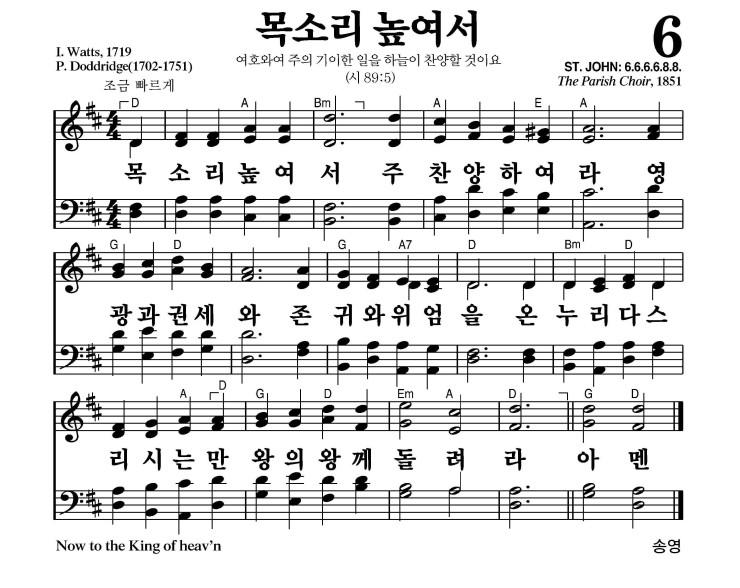 목소리 높여서
6
I. Watts, 1719
P. Doddridge(1702-1751)
여호와여 주의 기이한 일을 하늘이 찬양할 것이요
(시 89:5)
ST. JOHN: 6.6.6.6.8.8.
The Parish Choir, 1851
조금 빠르게
D A Bm A E A
목 소 리 높 여 서 주 찬 양 하 여 라 영
G D G A7 D Bm D
광 과 권 세 와 존 귀 와 위 엄 을 온 누 리 다 스
A D G D Em A D G D
리 시 는 만 왕 의 왕 께 돌 려 라 아 멘
Now to the King of heav'n
송영